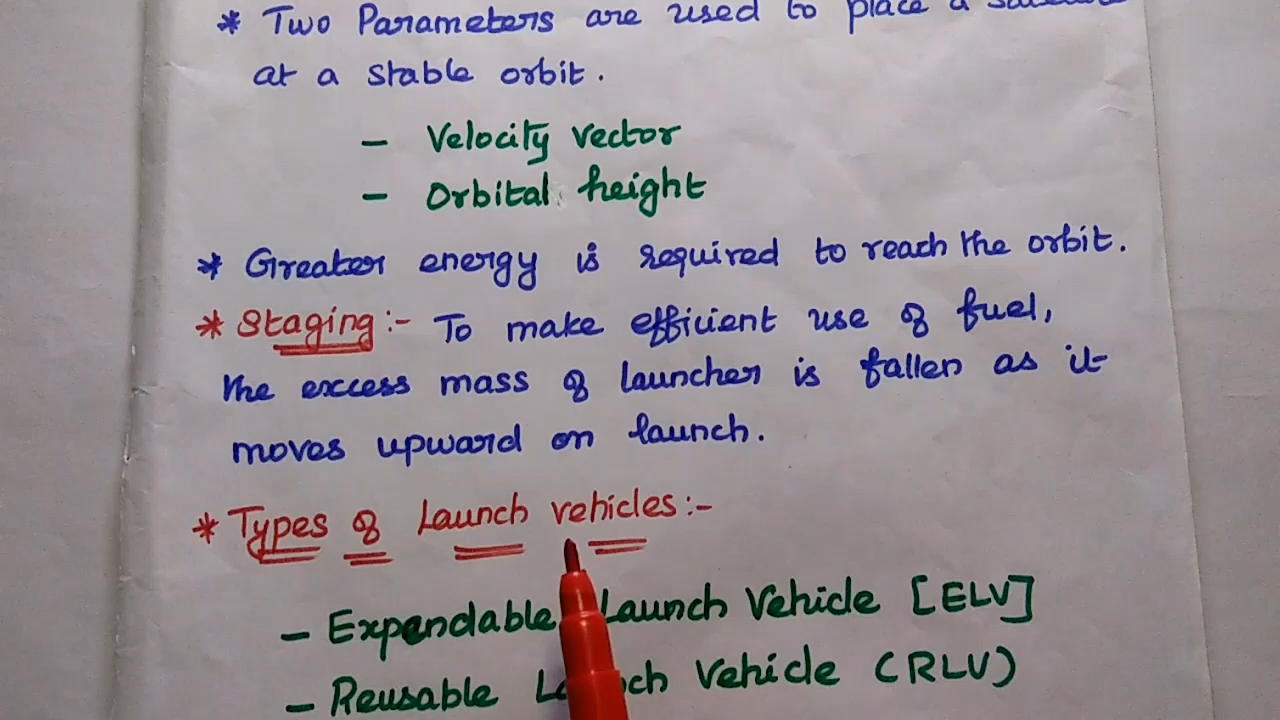 * Two Parameters are used to place a
at a stable orbit.
- Velocity vector
- Orbital height
* Greater energy is required to reach the orbit.
* Staging:- To make efficient use of fuel,
the excess mass of launcher is fallen as it
moves upward on launch.
* Types of Launch vehicles:-
- Expendable Launch Vehicle [ELV]
- Reusable Launch Vehicle (RLV)